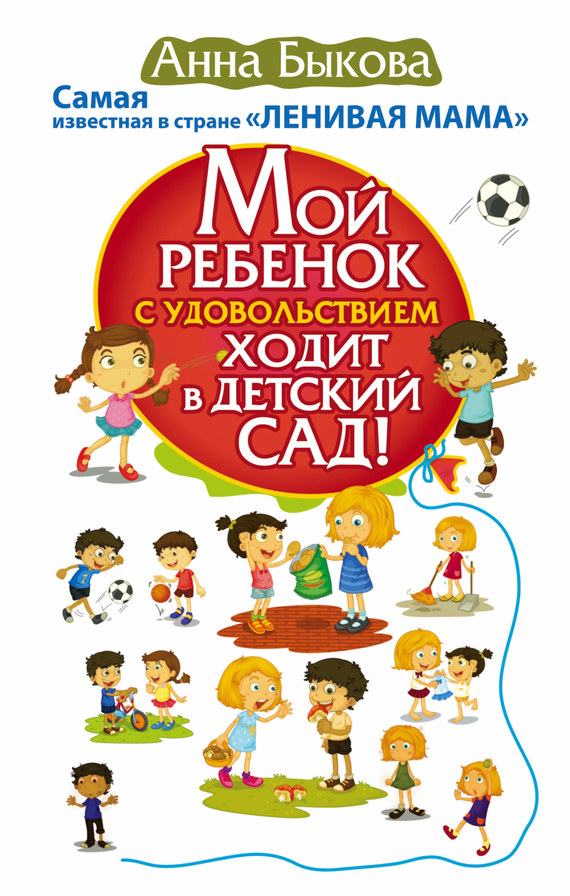 Анна Быкова
Самая
известная в стране «ЛЕНИВАЯ МАМА»
Мой
РЕБЕНОК
С УДОВОЛЬСТВИЕМ
ХОДИТ
В ДЕТСКИЙ
САД!